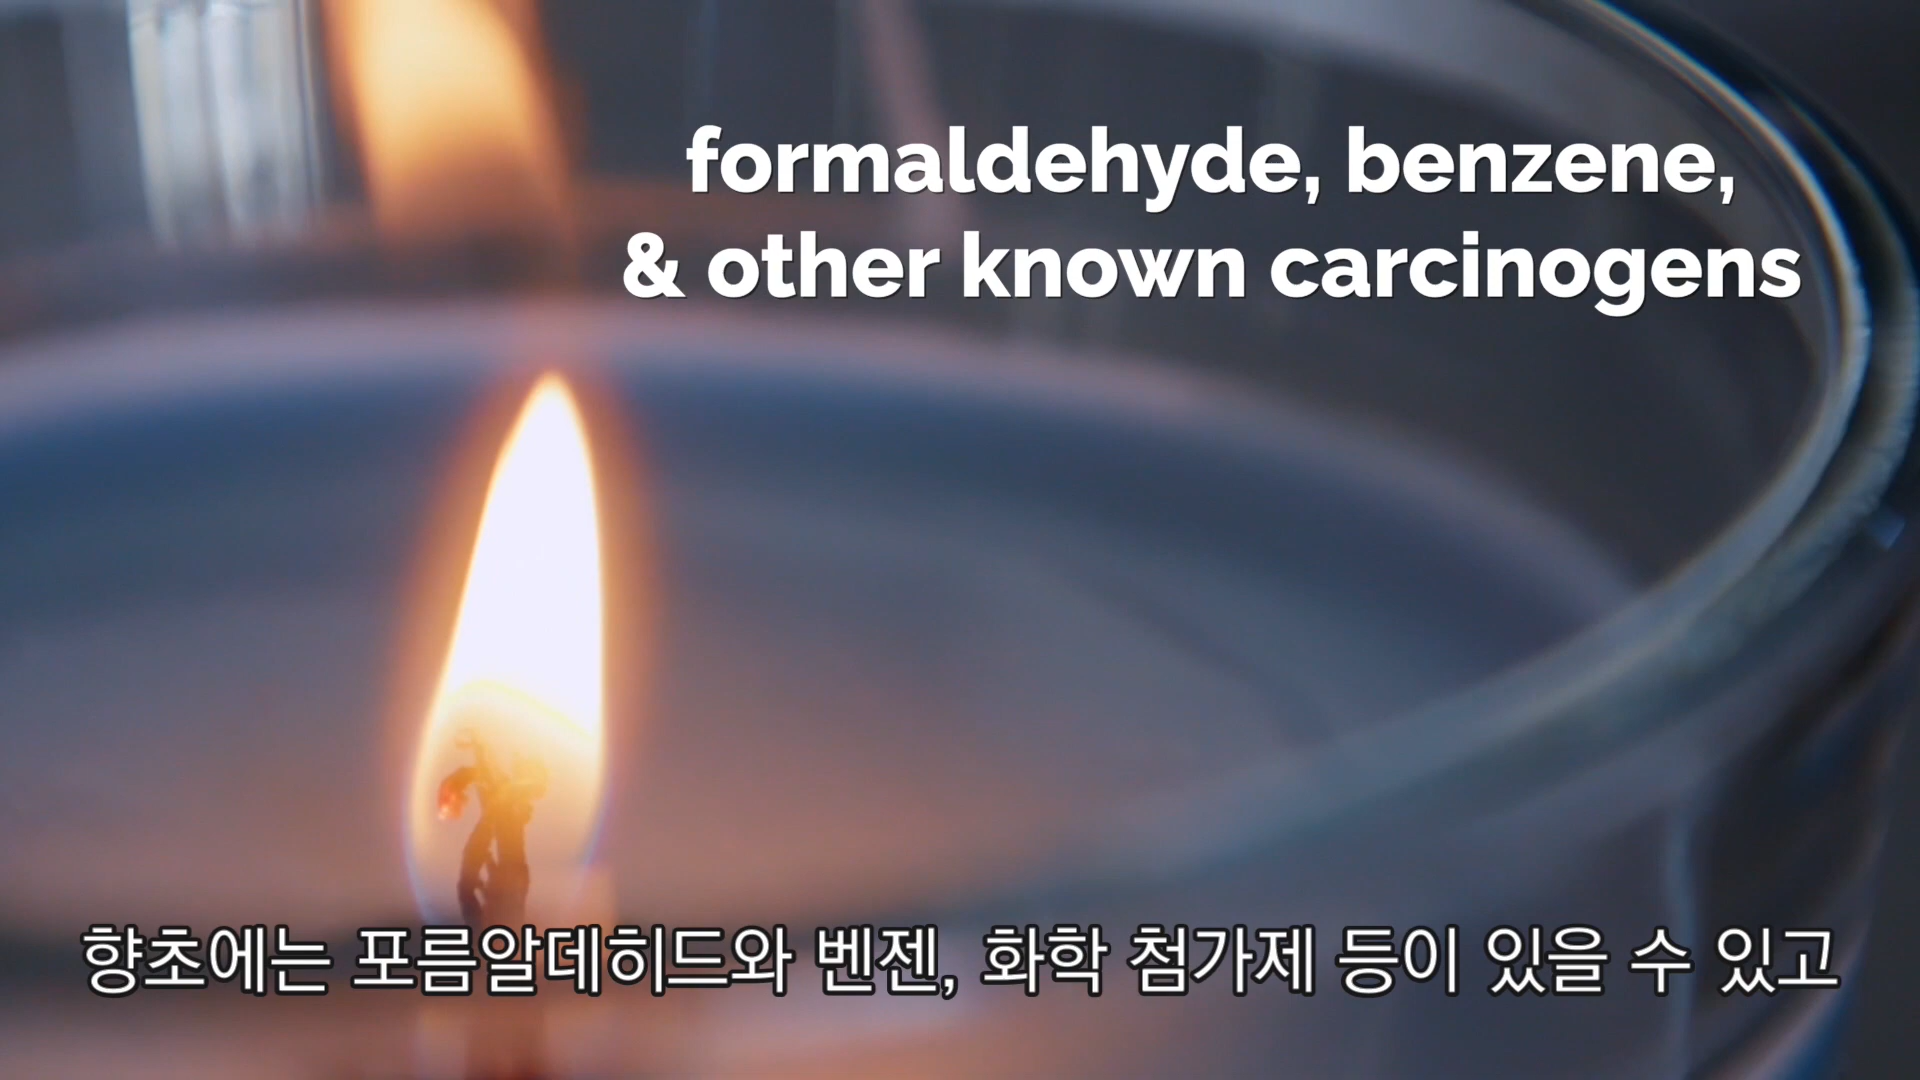 formaldehyde, benzene,
& other known carcinogens
향초에는 포름알데히드와 벤젠, 화학 첨가제 등이 있을 수 있고